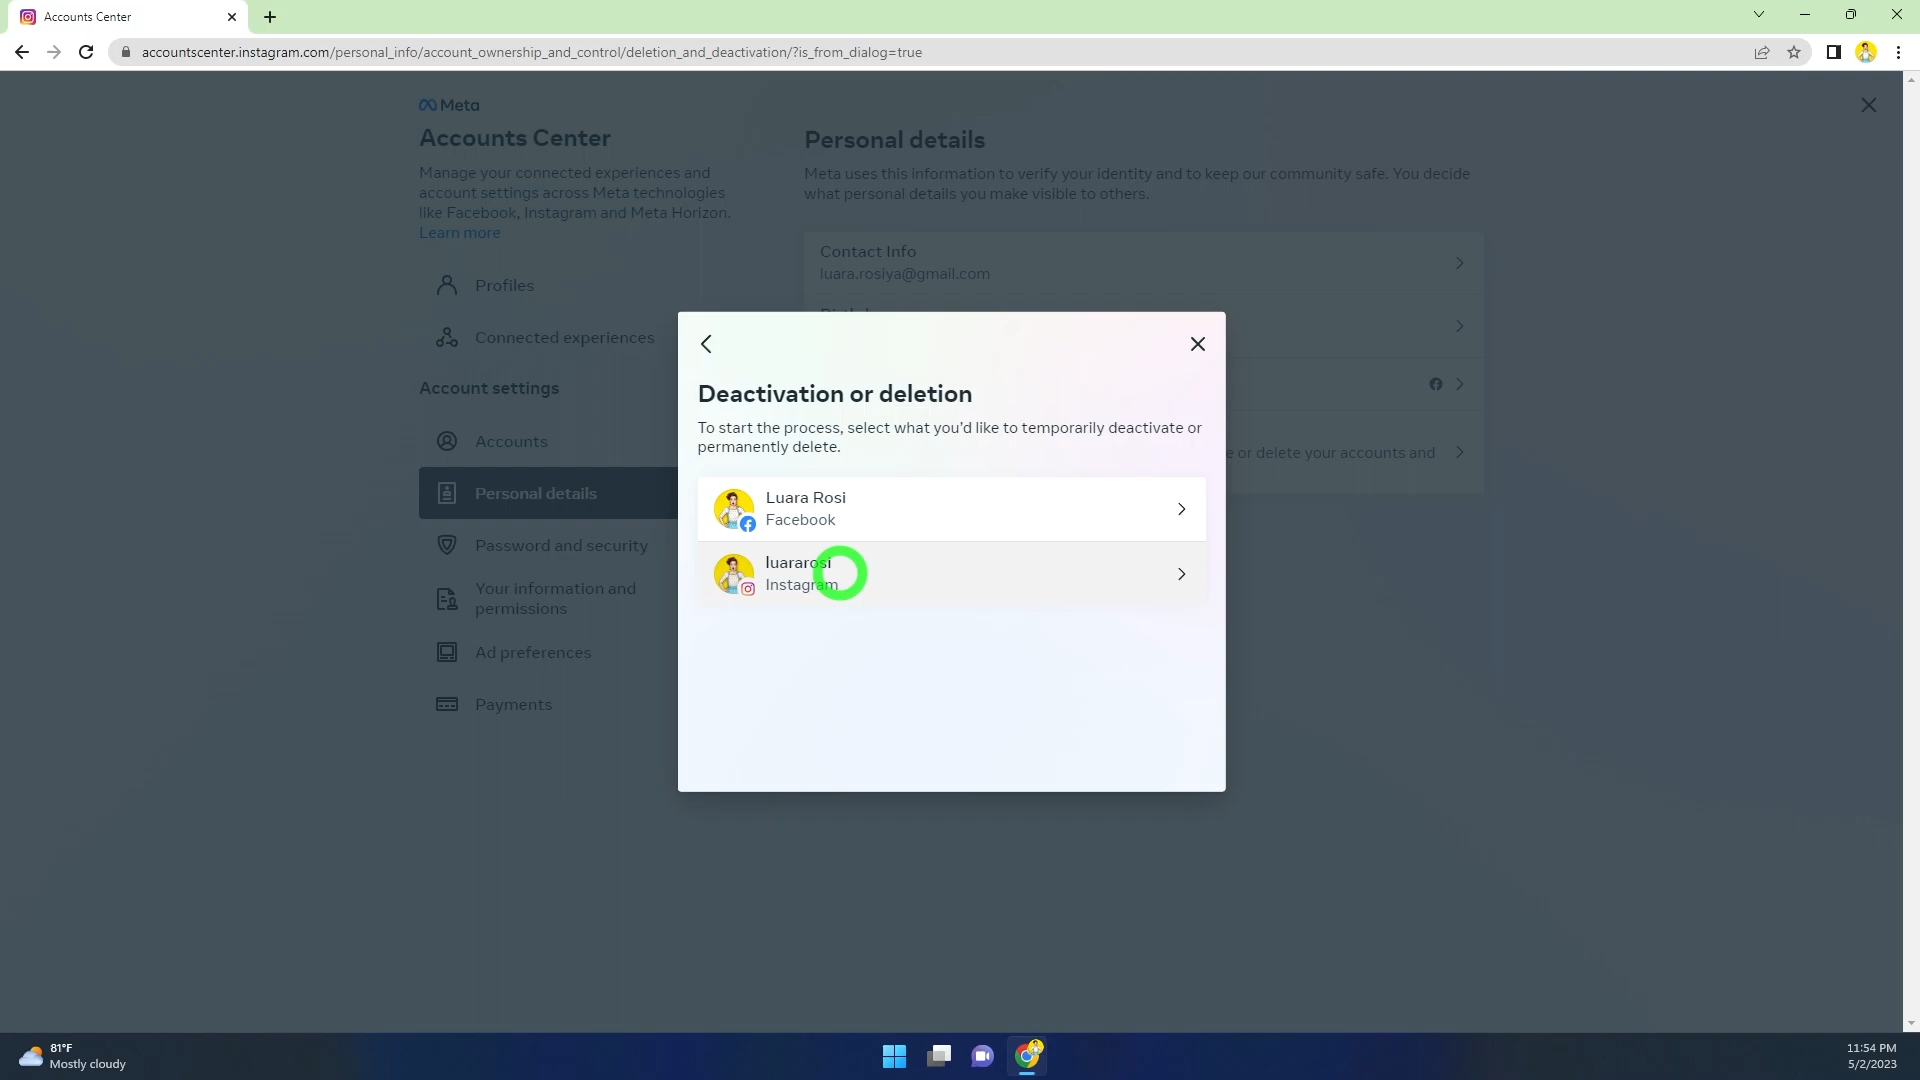 Accounts Center
accountscenter.instagram.com/personal_info/account_ownership_and_control/deletion_and_deactivation/?is_from_dialog=true
Meta
Accounts Center
Manage your connected experiences and
account settings across Meta technologies
like Facebook, Instagram and Meta Horizon.
Learn more
Profiles
Connected experiences
Account settings
Accounts
Personal details
Password and security
Your information and
permissions
Ad preferences
Payments
Personal details
Meta uses this information to verify your identity and to keep our community safe. You decide
what personal details you make visible to others.
Contact Info
luara.rosiya@gmail.com
or delete your accounts and
Deactivation or deletion
To start the process, select what you’d like to temporarily deactivate or
permanently delete.
Luara Rosi
Facebook
luararosi
Instagram
81°F
Mostly cloudy
11:54 PM
5/2/2023